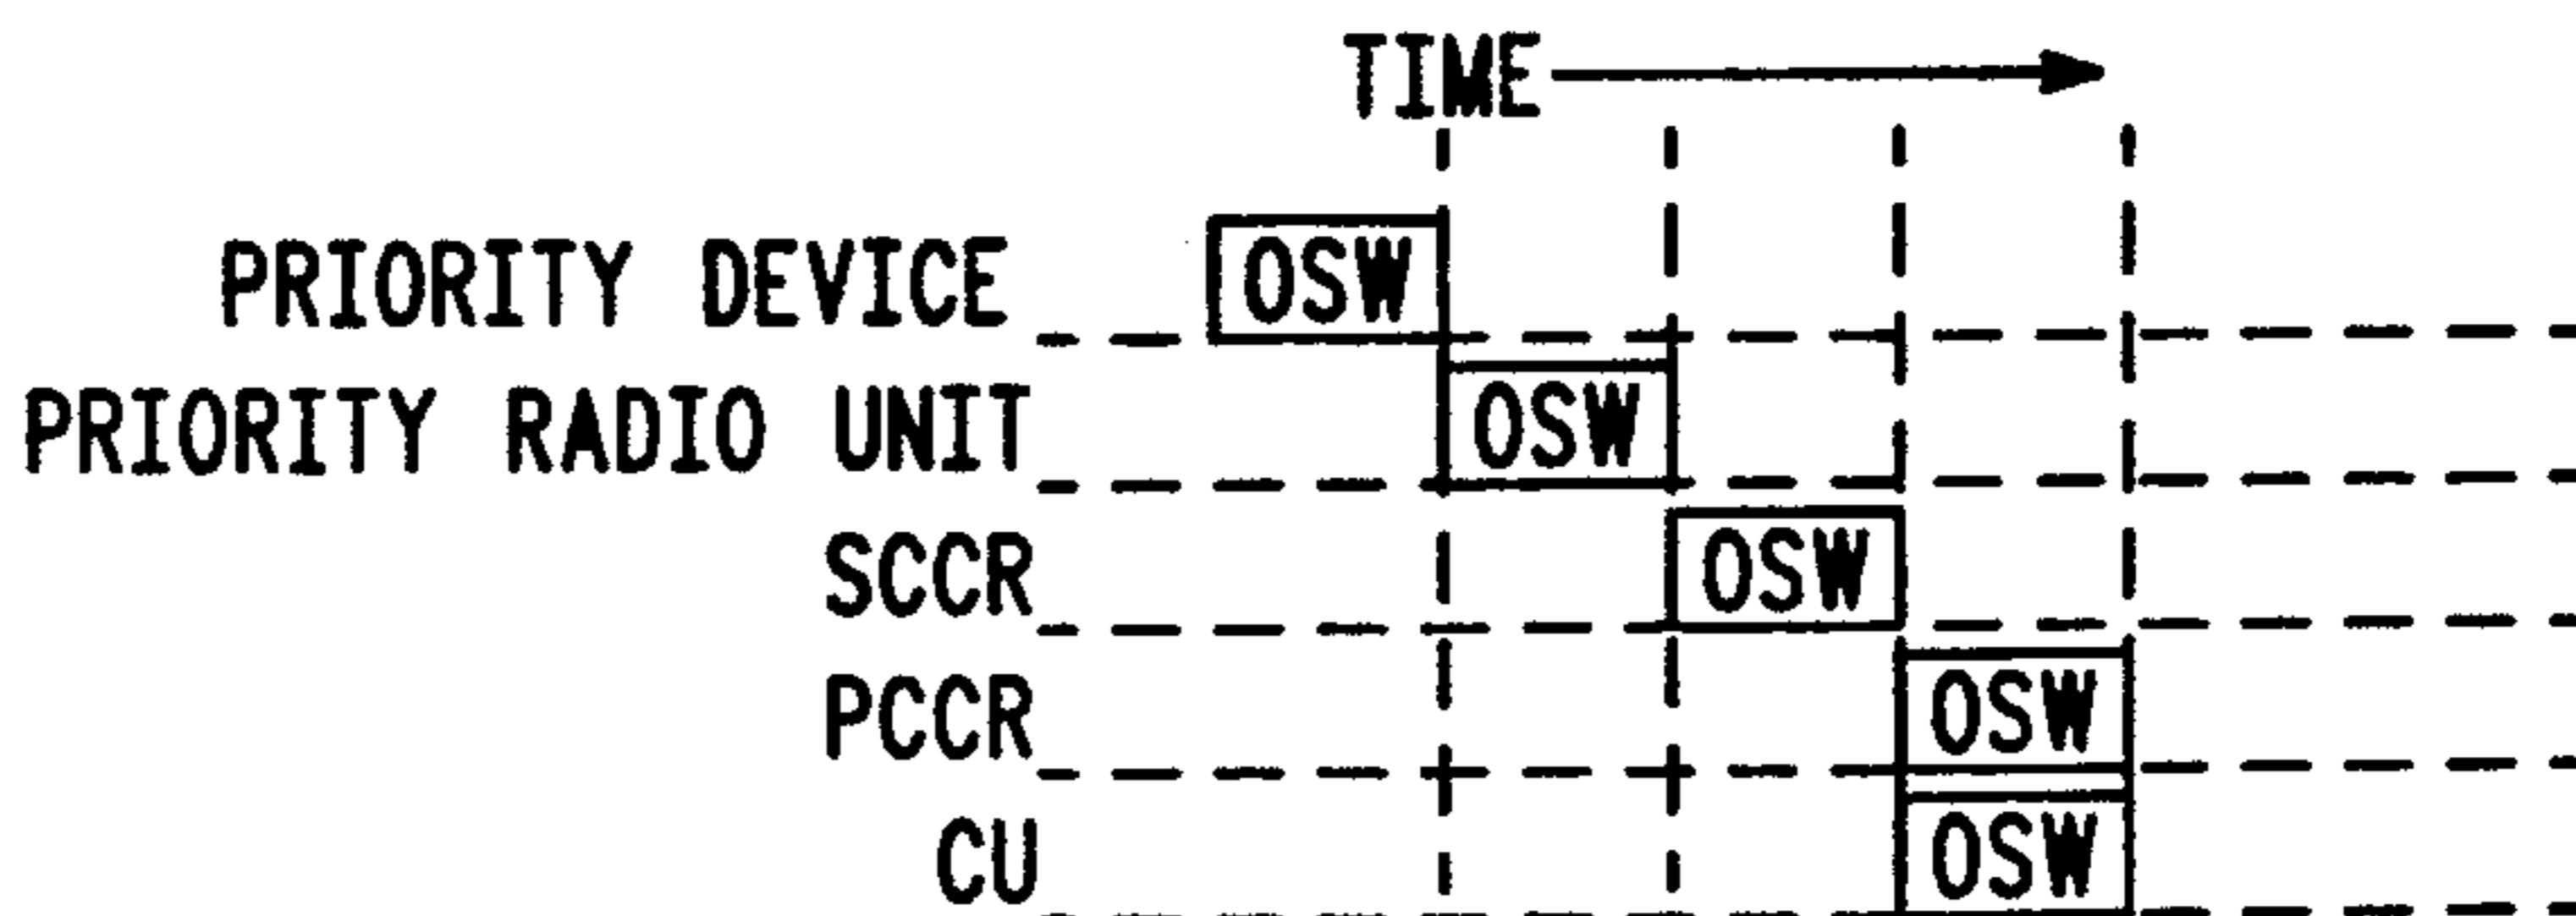 TIME
PRIORITY DEVICE OSW
PRIORITY RADIO UNIT OSW
SCCR OSW
PCCR OSW
CU OSW